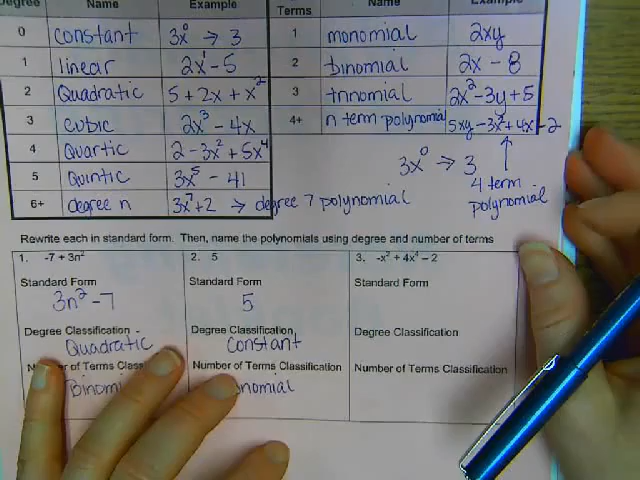 Degree Name Example Terms Name Example
0 constant 3x⁰ → 3 1 monomial 2xy
1 linear 2x¹ - 5 2 binomial 2x - 8
2 Quadratic 5 + 2x + x² 3 trinomial 2x² - 3y + 5
3 cubic 2x³ - 4x 4+ n term polynomial 5xy - 3x² + 4x - 2
4 Quartic 2 - 3x² + 5x⁴ 3x⁰ ⇒ 3 4 term
5 Quintic 3x⁵ - 41 polynomial
6+ degree n 3x⁷ + 2 → degree 7 polynomial
Rewrite each in standard form. Then, name the polynomials using degree and number of terms
1. -7 + 3n² 2. 5 3. -x² + 4x⁴ - 2
Standard Form Standard Form Standard Form
3n² - 7 5
Degree Classification - Degree Classification Degree Classification
Quadratic Constant
of Terms Number of Terms Classification Number of Terms Classification